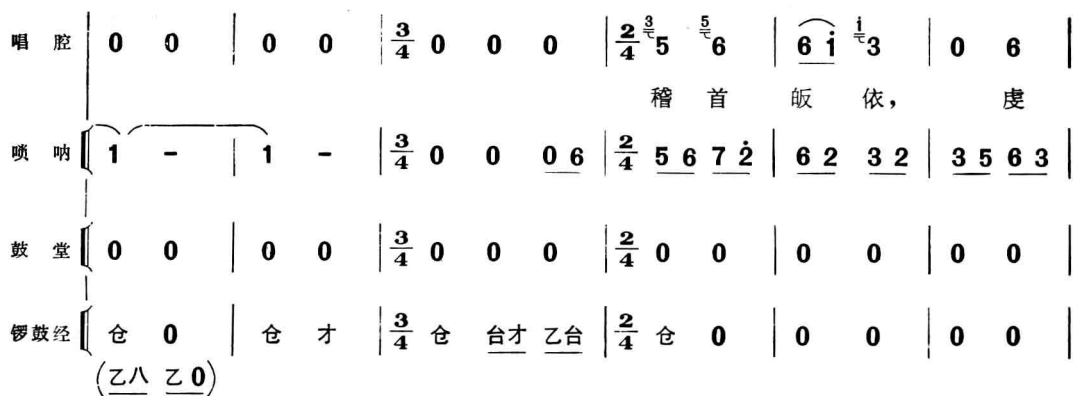 唱腔 0 0 | 0 0 | 3/4 0 0 0 | 2/4 3 5 5 6 | 6 i̇ i̇ 3 | 0 6 |
稽 首 皈 依， 虔
唢呐 1 - | 1 - | 3/4 0 0 0 6 | 2/4 5 6 7 2̇ | 6 2 3 2 | 3 5 6 3 |
鼓堂 0 0 | 0 0 | 3/4 0 0 0 | 2/4 0 0 | 0 0 | 0 0 |
锣鼓经 仓 0 | 仓 才 | 3/4 仓 台才 乙台 | 2/4 仓 0 | 0 0 | 0 0 |
(乙八 乙0)